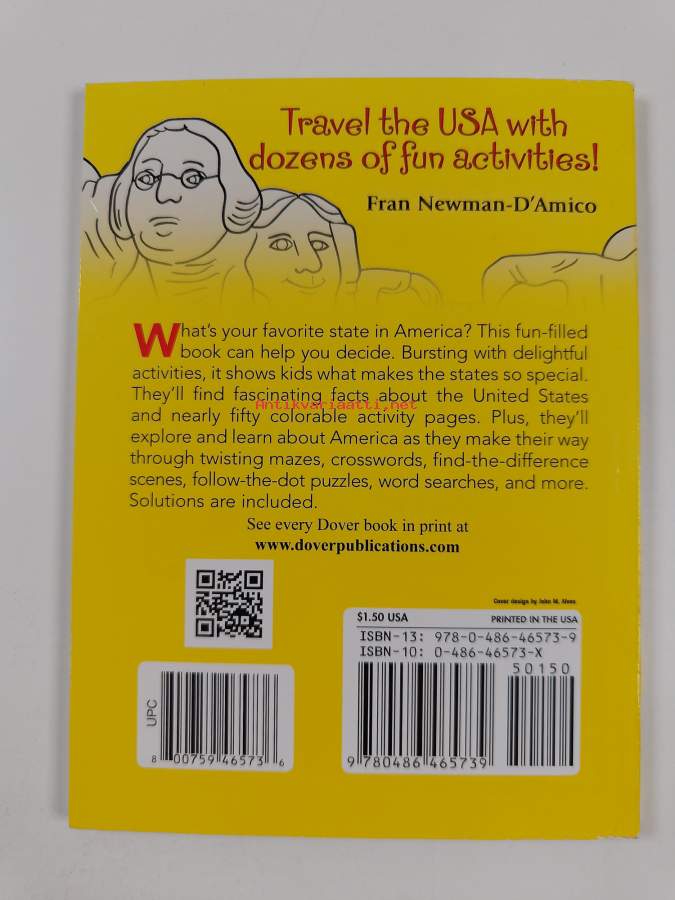 Travel the USA with
dozens of fun activities!
Fran Newman-D'Amico
What's your favorite state in America? This fun-filled
book can help you decide. Bursting with delightful
activities, it shows kids what makes the states so special.
They'll find fascinating facts about the United States
Antikvariaatti.net
and nearly fifty colorable activity pages. Plus, they'll
explore and learn about America as they make their way
through twisting mazes, crosswords, find-the-difference
scenes, follow-the-dot puzzles, word searches, and more.
Solutions are included.
See every Dover book in print at
www.doverpublications.com
Cover design by John M. Alves
$1.50 USA PRINTED IN THE USA
ISBN-13: 978-0-486-46573-9
ISBN-10: 0-486-46573-X
50150
UPC
8 00759 46573 6
9 780486 465739